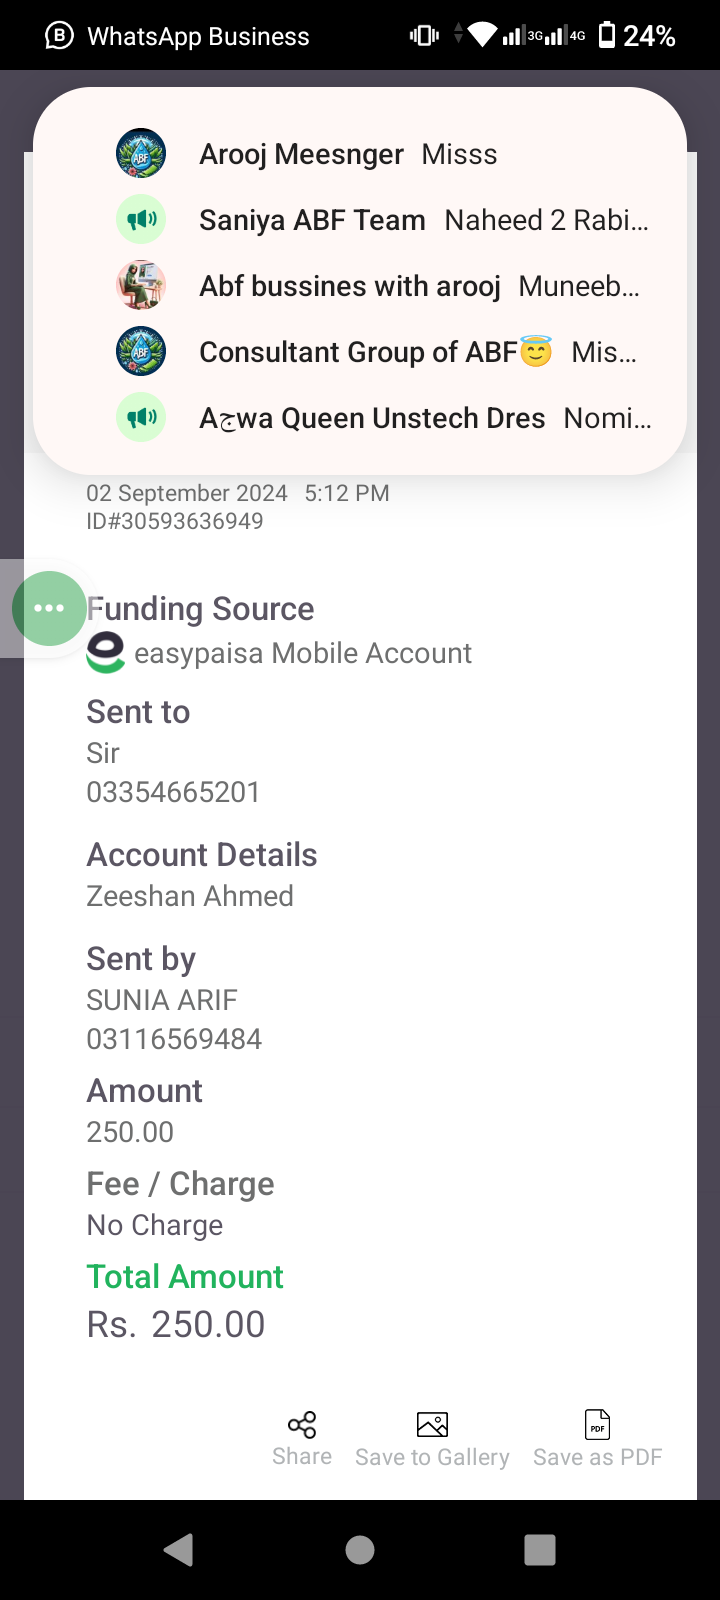 WhatsApp Business 3G 4G 24%
Arooj Meesnger Misss
Saniya ABF Team Naheed 2 Rabi...
Abf bussines with arooj Muneeb...
Consultant Group of ABF😇 Mis...
Aجwa Queen Unstech Dres Nomi...
02 September 2024 5:12 PM
ID#30593636949
Funding Source
easypaisa Mobile Account
Sent to
Sir
03354665201
Account Details
Zeeshan Ahmed
Sent by
SUNIA ARIF
03116569484
Amount
250.00
Fee / Charge
No Charge
Total Amount
Rs. 250.00
Share Save to Gallery Save as PDF